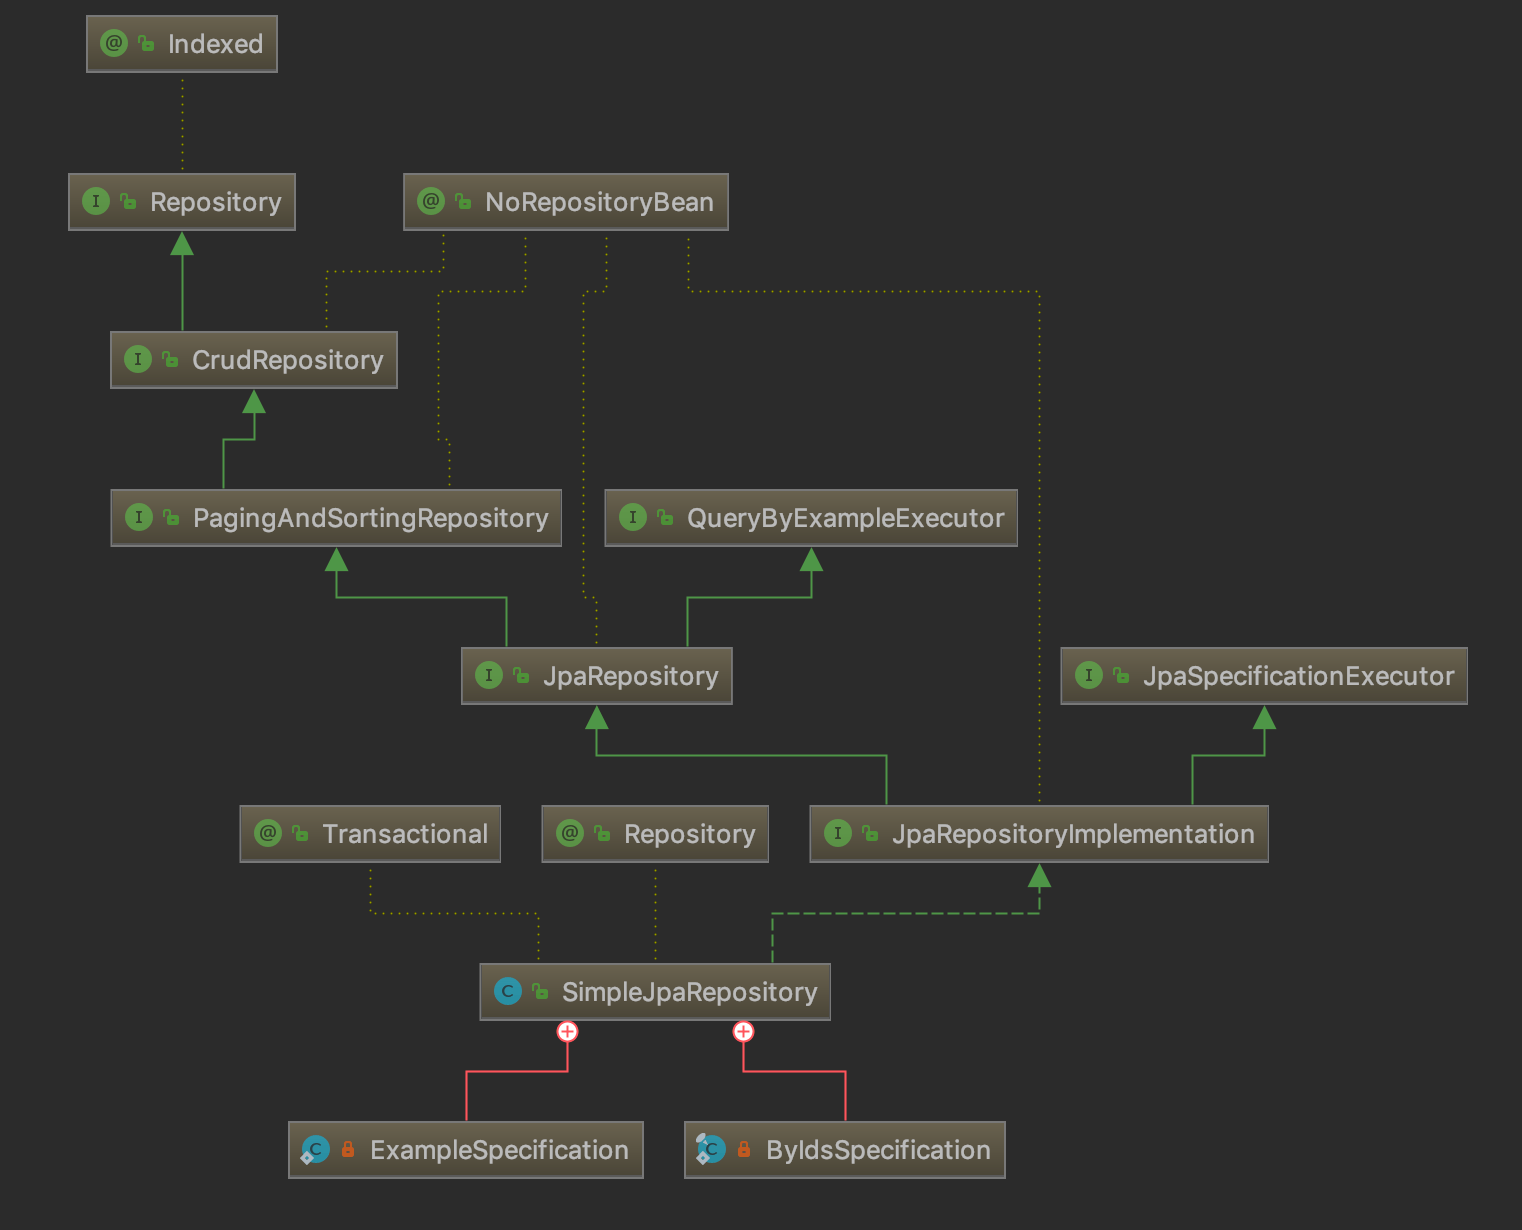 @ Indexed
I Repository
@ NoRepositoryBean
I CrudRepository
I PagingAndSortingRepository
I QueryByExampleExecutor
I JpaRepository
I JpaSpecificationExecutor
@ Transactional
@ Repository
I JpaRepositoryImplementation
C SimpleJpaRepository
C ExampleSpecification
C ByIdsSpecification